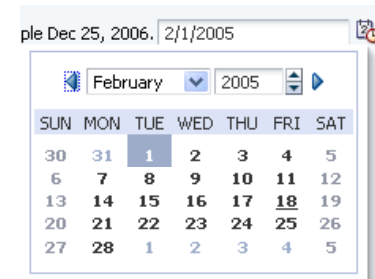 ple Dec 25, 2006. 2/1/2005
February 2005
SUN MON TUE WED THU FRI SAT
30 31 1 2 3 4 5
6 7 8 9 10 11 12
13 14 15 16 17 18 19
20 21 22 23 24 25 26
27 28 1 2 3 4 5